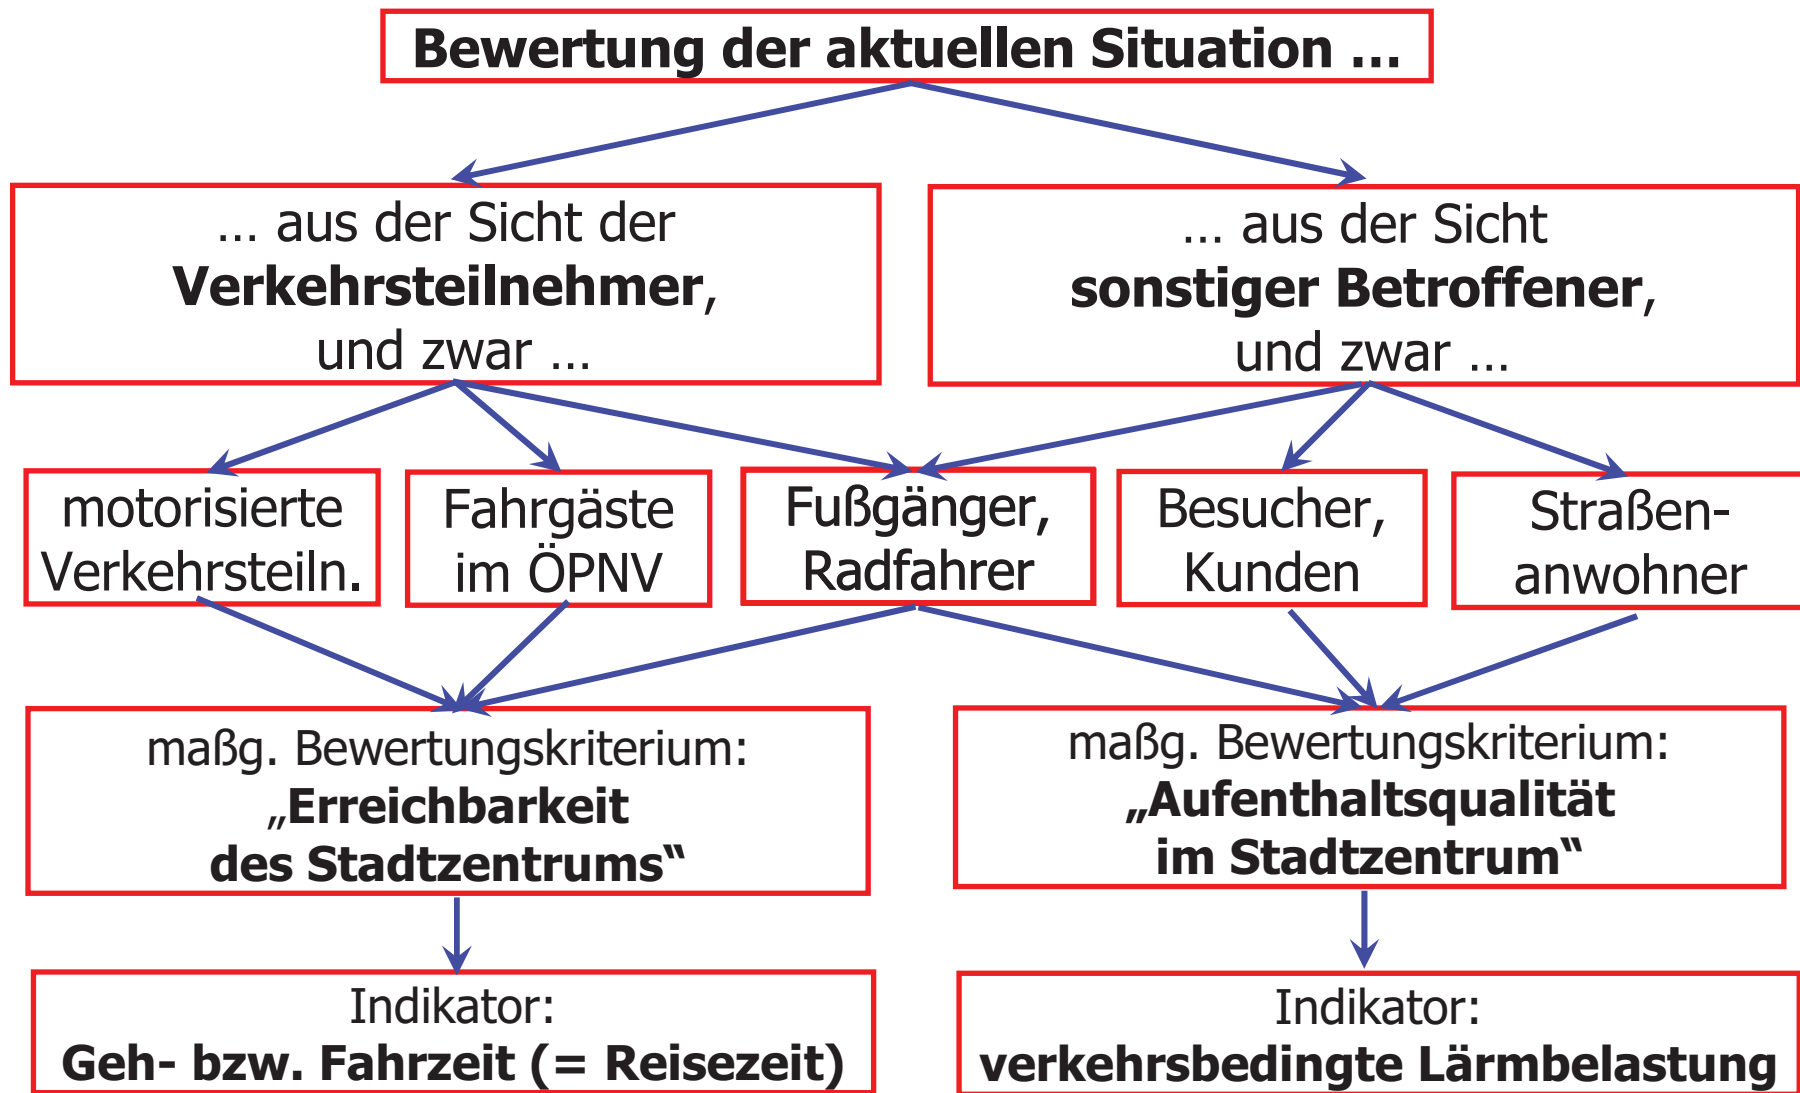 Bewertung der aktuellen Situation ...
... aus der Sicht der
Verkehrsteilnehmer,
und zwar ...
... aus der Sicht
sonstiger Betroffener,
und zwar ...
motorisierte
Verkehrsteiln.
Fahrgäste
im ÖPNV
Fußgänger,
Radfahrer
Besucher,
Kunden
Straßen-
anwohner
maßg. Bewertungskriterium:
„Erreichbarkeit
des Stadtzentrums“
maßg. Bewertungskriterium:
„Aufenthaltsqualität
im Stadtzentrum“
Indikator:
Geh- bzw. Fahrzeit (= Reisezeit)
Indikator:
verkehrsbedingte Lärmbelastung